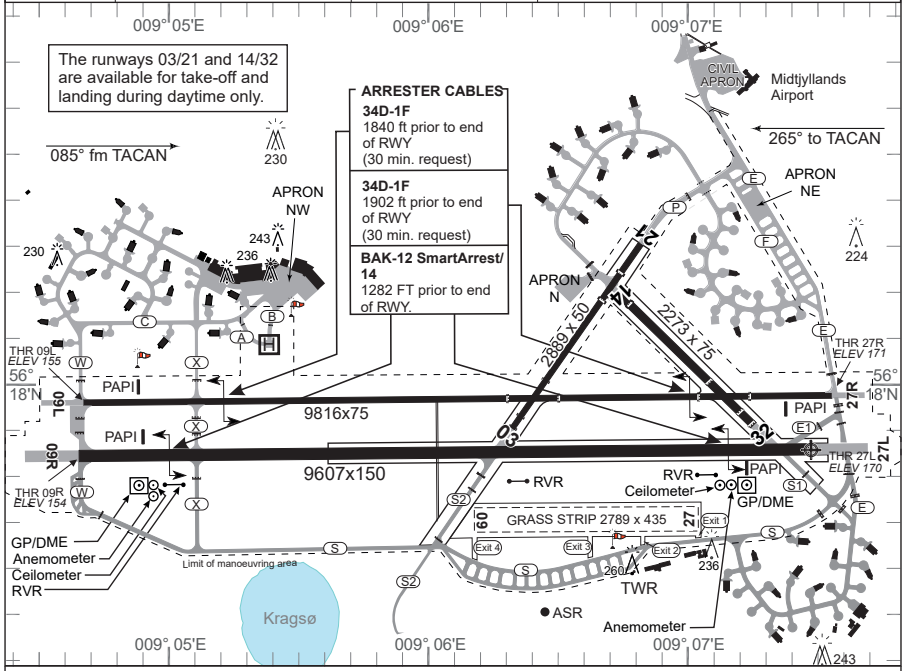 009° 05'E
009° 06'E
009° 07'E
The runways 03/21 and 14/32
are available for take-off and
landing during daytime only.
085° fm TACAN
230
ARRESTER CABLES
34D-1F
1840 ft prior to end
of RWY
(30 min. request)
34D-1F
1902 ft prior to end
of RWY
(30 min. request)
BAK-12 SmartArrest/
14
1282 FT prior to end
of RWY.
CIVIL
APRON
Midtjyllands
Airport
265° to TACAN
APRON
NE
E
P
F
224
APRON
NW
243
236
230
21
APRON
N
14
2889 x 50
2273 x 75
C
B
A
H
E
THR 09L
ELEV 155
W
X
THR 27R
ELEV 171
56°
18'N
56°
18'N
PAPI
09L
9816x75
27R
PAPI
X
PAPI
03
32
E1
09R
9607x150
27L
THR 27L
ELEV 170
PAPI
THR 09R
ELEV 154
W
X
S2
RVR
RVR
Ceilometer
GP/DME
S1
E
GP/DME
Anemometer
Ceilometer
RVR
09
GRASS STRIP 2789 x 435
27
Exit 1
S
Exit 4
Exit 3
Exit 2
S
Limit of manoeuvring area
S
S2
260
236
TWR
Kragsø
ASR
Anemometer
243
009° 05'E
009° 06'E
009° 07'E